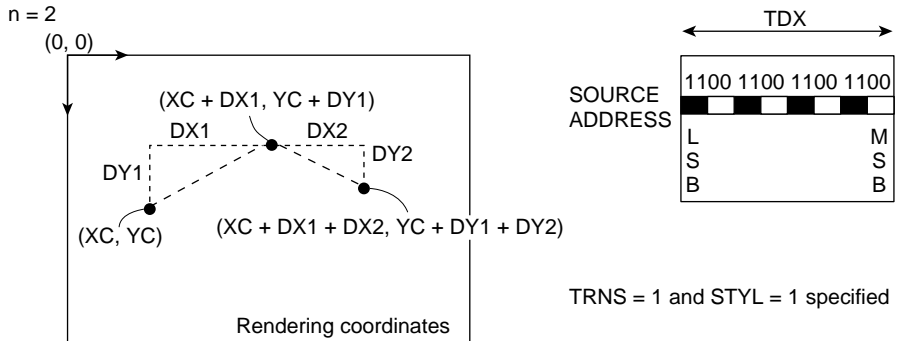 n = 2
(0, 0)
(XC + DX1, YC + DY1)
DX1
DX2
DY1
DY2
(XC, YC)
(XC + DX1 + DX2, YC + DY1 + DY2)
Rendering coordinates
TDX
1100 1100 1100 1100
SOURCE
ADDRESS
L M
S S
B B
TRNS = 1 and STYL = 1 specified